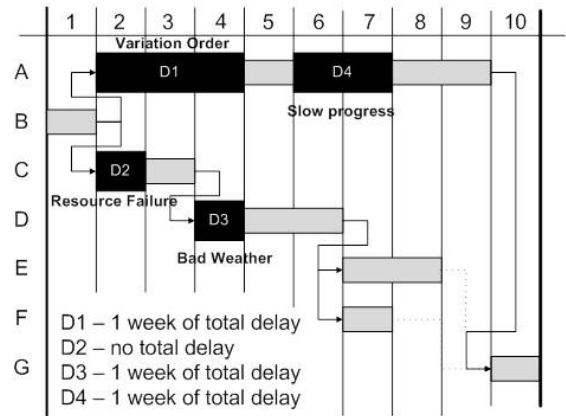 1 2 3 4 5 6 7 8 9 10
Variation Order
A D1 D4
Slow progress
B
C D2
Resource Failure
D D3
Bad Weather
E
F
G
D1 – 1 week of total delay
D2 – no total delay
D3 – 1 week of total delay
D4 – 1 week of total delay